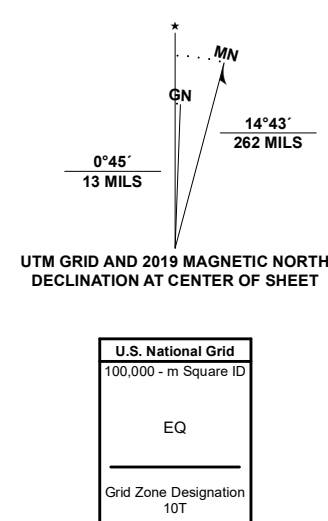 ★
MN
GN
14°43´
262 MILS
0°45´
13 MILS
UTM GRID AND 2019 MAGNETIC NORTH
DECLINATION AT CENTER OF SHEET
U.S. National Grid
100,000 - m Square ID
EQ
Grid Zone Designation
10T